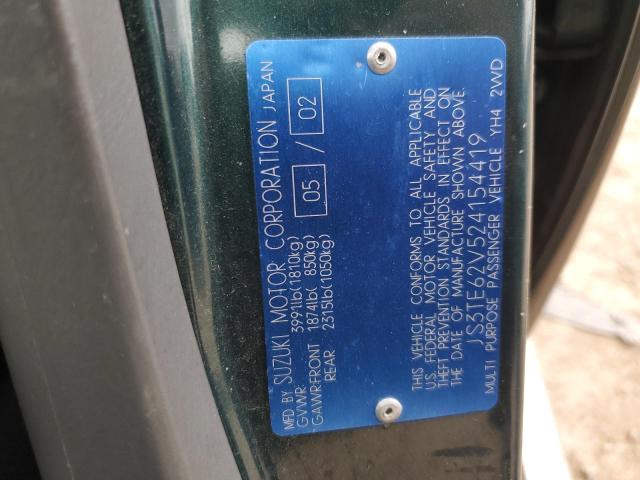 MFD. BY SUZUKI MOTOR CORPORATION JAPAN
GVWR: 3991lb(1810kg) 05 / 02
GAWR:FRONT 1874lb( 850kg)
REAR 2315lb(1050kg)
THIS VEHICLE CONFORMS TO ALL APPLICABLE
U.S. FEDERAL MOTOR VEHICLE SAFETY AND
THEFT PREVENTION STANDARDS IN EFFECT ON
THE DATE OF MANUFACTURE SHOWN ABOVE.
JS3TE62V524154419
MULTI PURPOSE PASSENGER VEHICLE YH4 2WD